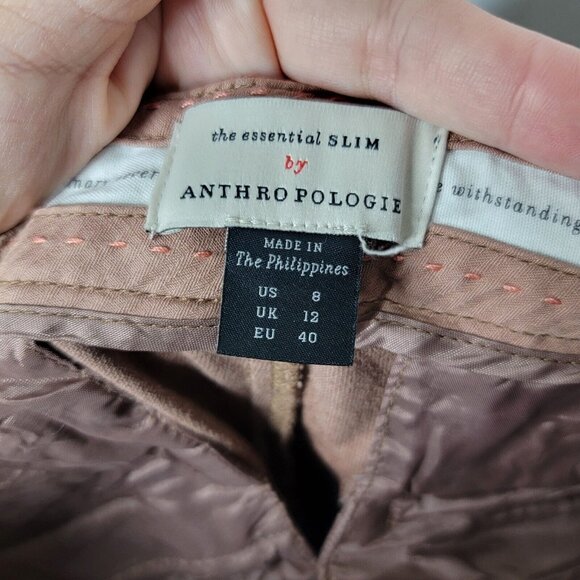 the essential SLIM
by
ANTHROPOLOGIE
withstanding
MADE IN
The Philippines
US 8
UK 12
EU 40